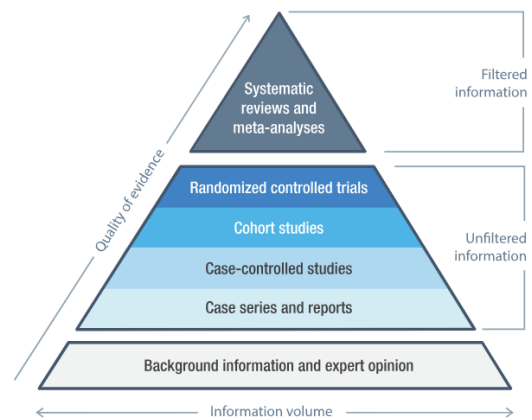 Systematic
reviews and
meta-analyses
Filtered
information
Quality of evidence
Randomized controlled trials
Cohort studies
Case-controlled studies
Case series and reports
Unfiltered
information
Background information and expert opinion
Information volume